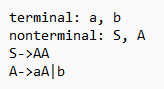 terminal: a, b
nonterminal: S, A
S->AA
A->aA|b